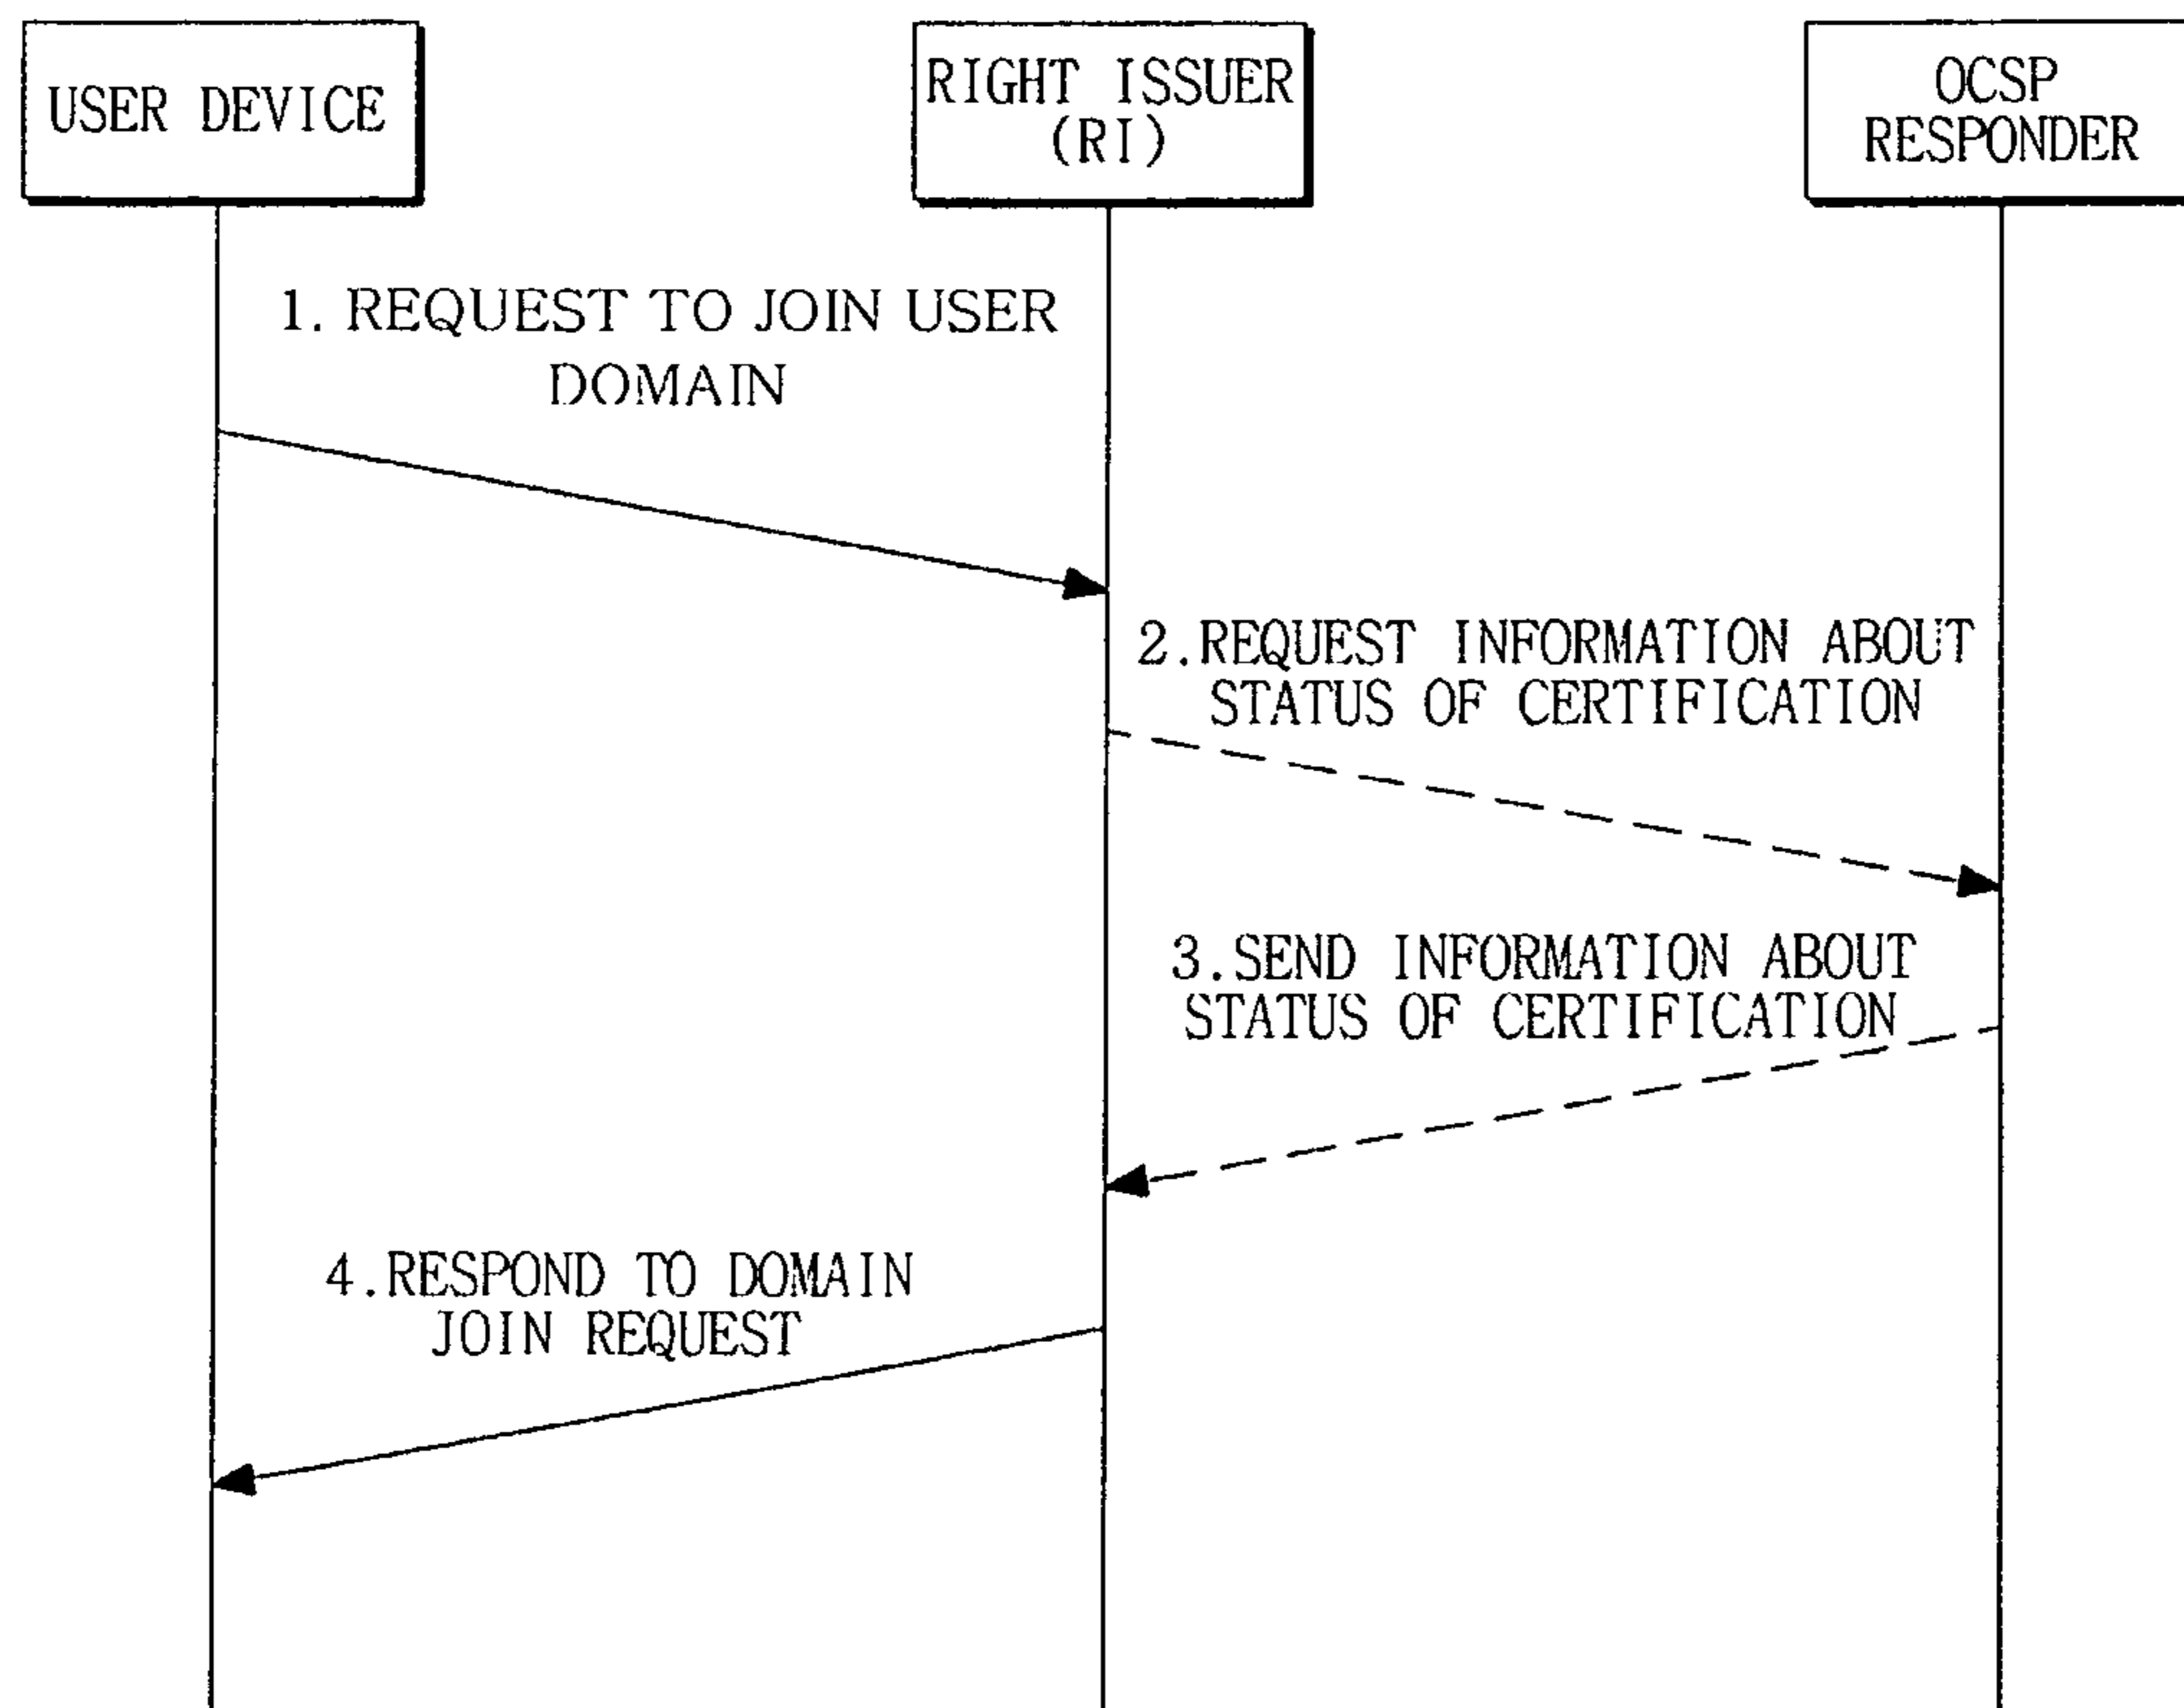 USER DEVICE
RIGHT ISSUER
(RI)
OCSP
RESPONDER
1. REQUEST TO JOIN USER
DOMAIN
2.REQUEST INFORMATION ABOUT
STATUS OF CERTIFICATION
3.SEND INFORMATION ABOUT
STATUS OF CERTIFICATION
4.RESPOND TO DOMAIN
JOIN REQUEST